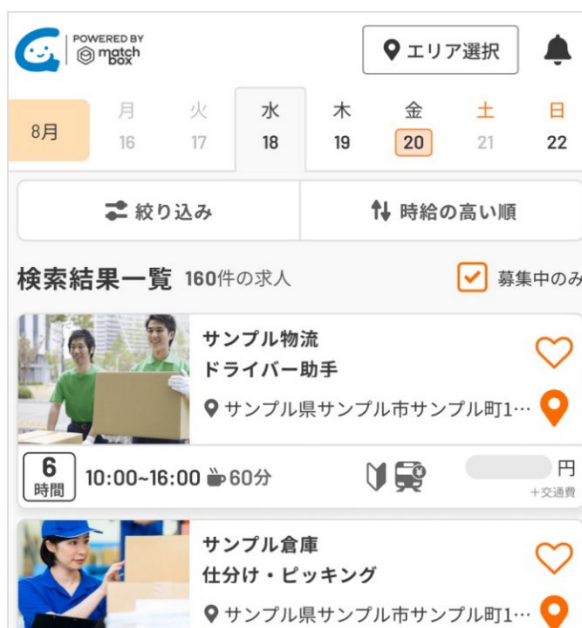 POWERED BY
match
box
エリア選択
8月
月 火 水 木 金 土 日
16 17 18 19 20 21 22
絞り込み
時給の高い順
検索結果一覧 160件の求人
募集中のみ
サンプル物流
ドライバー助手
サンプル県サンプル市サンプル町1…
6
時間
10:00~16:00 60分
円
+交通費
サンプル倉庫
仕分け・ピッキング
サンプル県サンプル市サンプル町1…